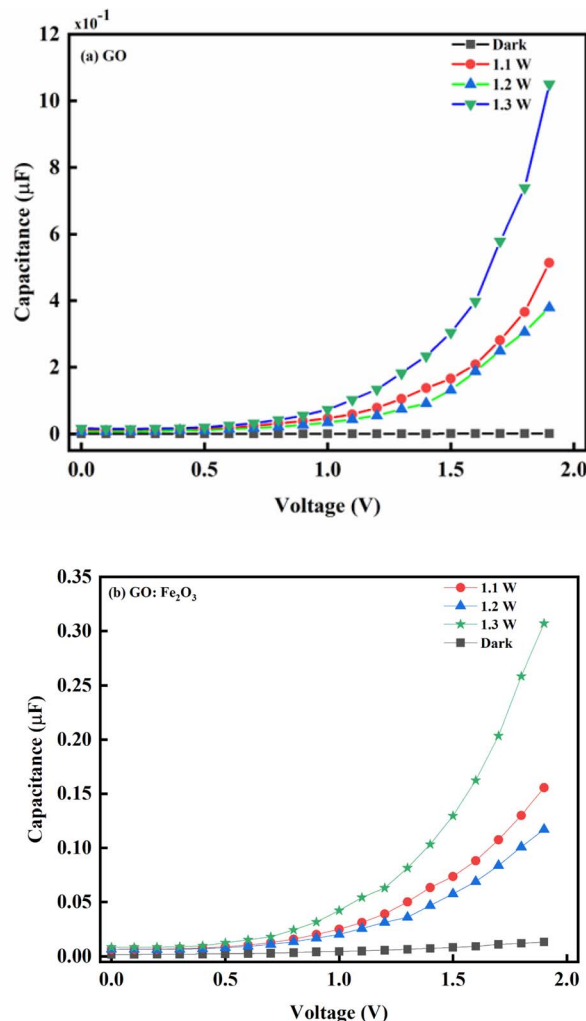 x10⁻¹
12
(a) GO
Dark
1.1 W
1.2 W
1.3 W
10
8
6
4
2
0
Capacitance (µF)
0.0 0.5 1.0 1.5 2.0
Voltage (V)
0.35
(b) GO: Fe₂O₃
1.1 W
1.2 W
1.3 W
Dark
0.30
0.25
0.20
0.15
0.10
0.05
0.00
Capacitance (µF)
0.0 0.5 1.0 1.5 2.0
Voltage (V)